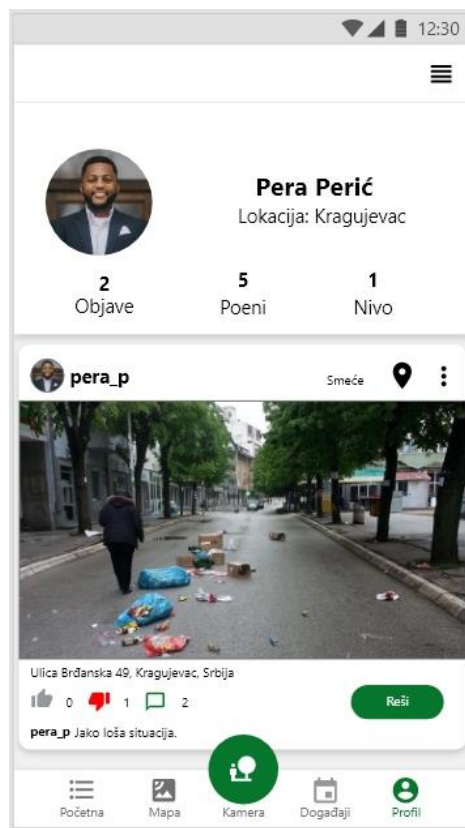 12:30
Pera Perić
Lokacija: Kragujevac
2 5 1
Objave Poeni Nivo
pera_p Smeće
Ulica Brđanska 49, Kragujevac, Srbija
0 1 2 Reši
pera_p Jako loša situacija.
Početna Mapa Kamera Događaji Profil